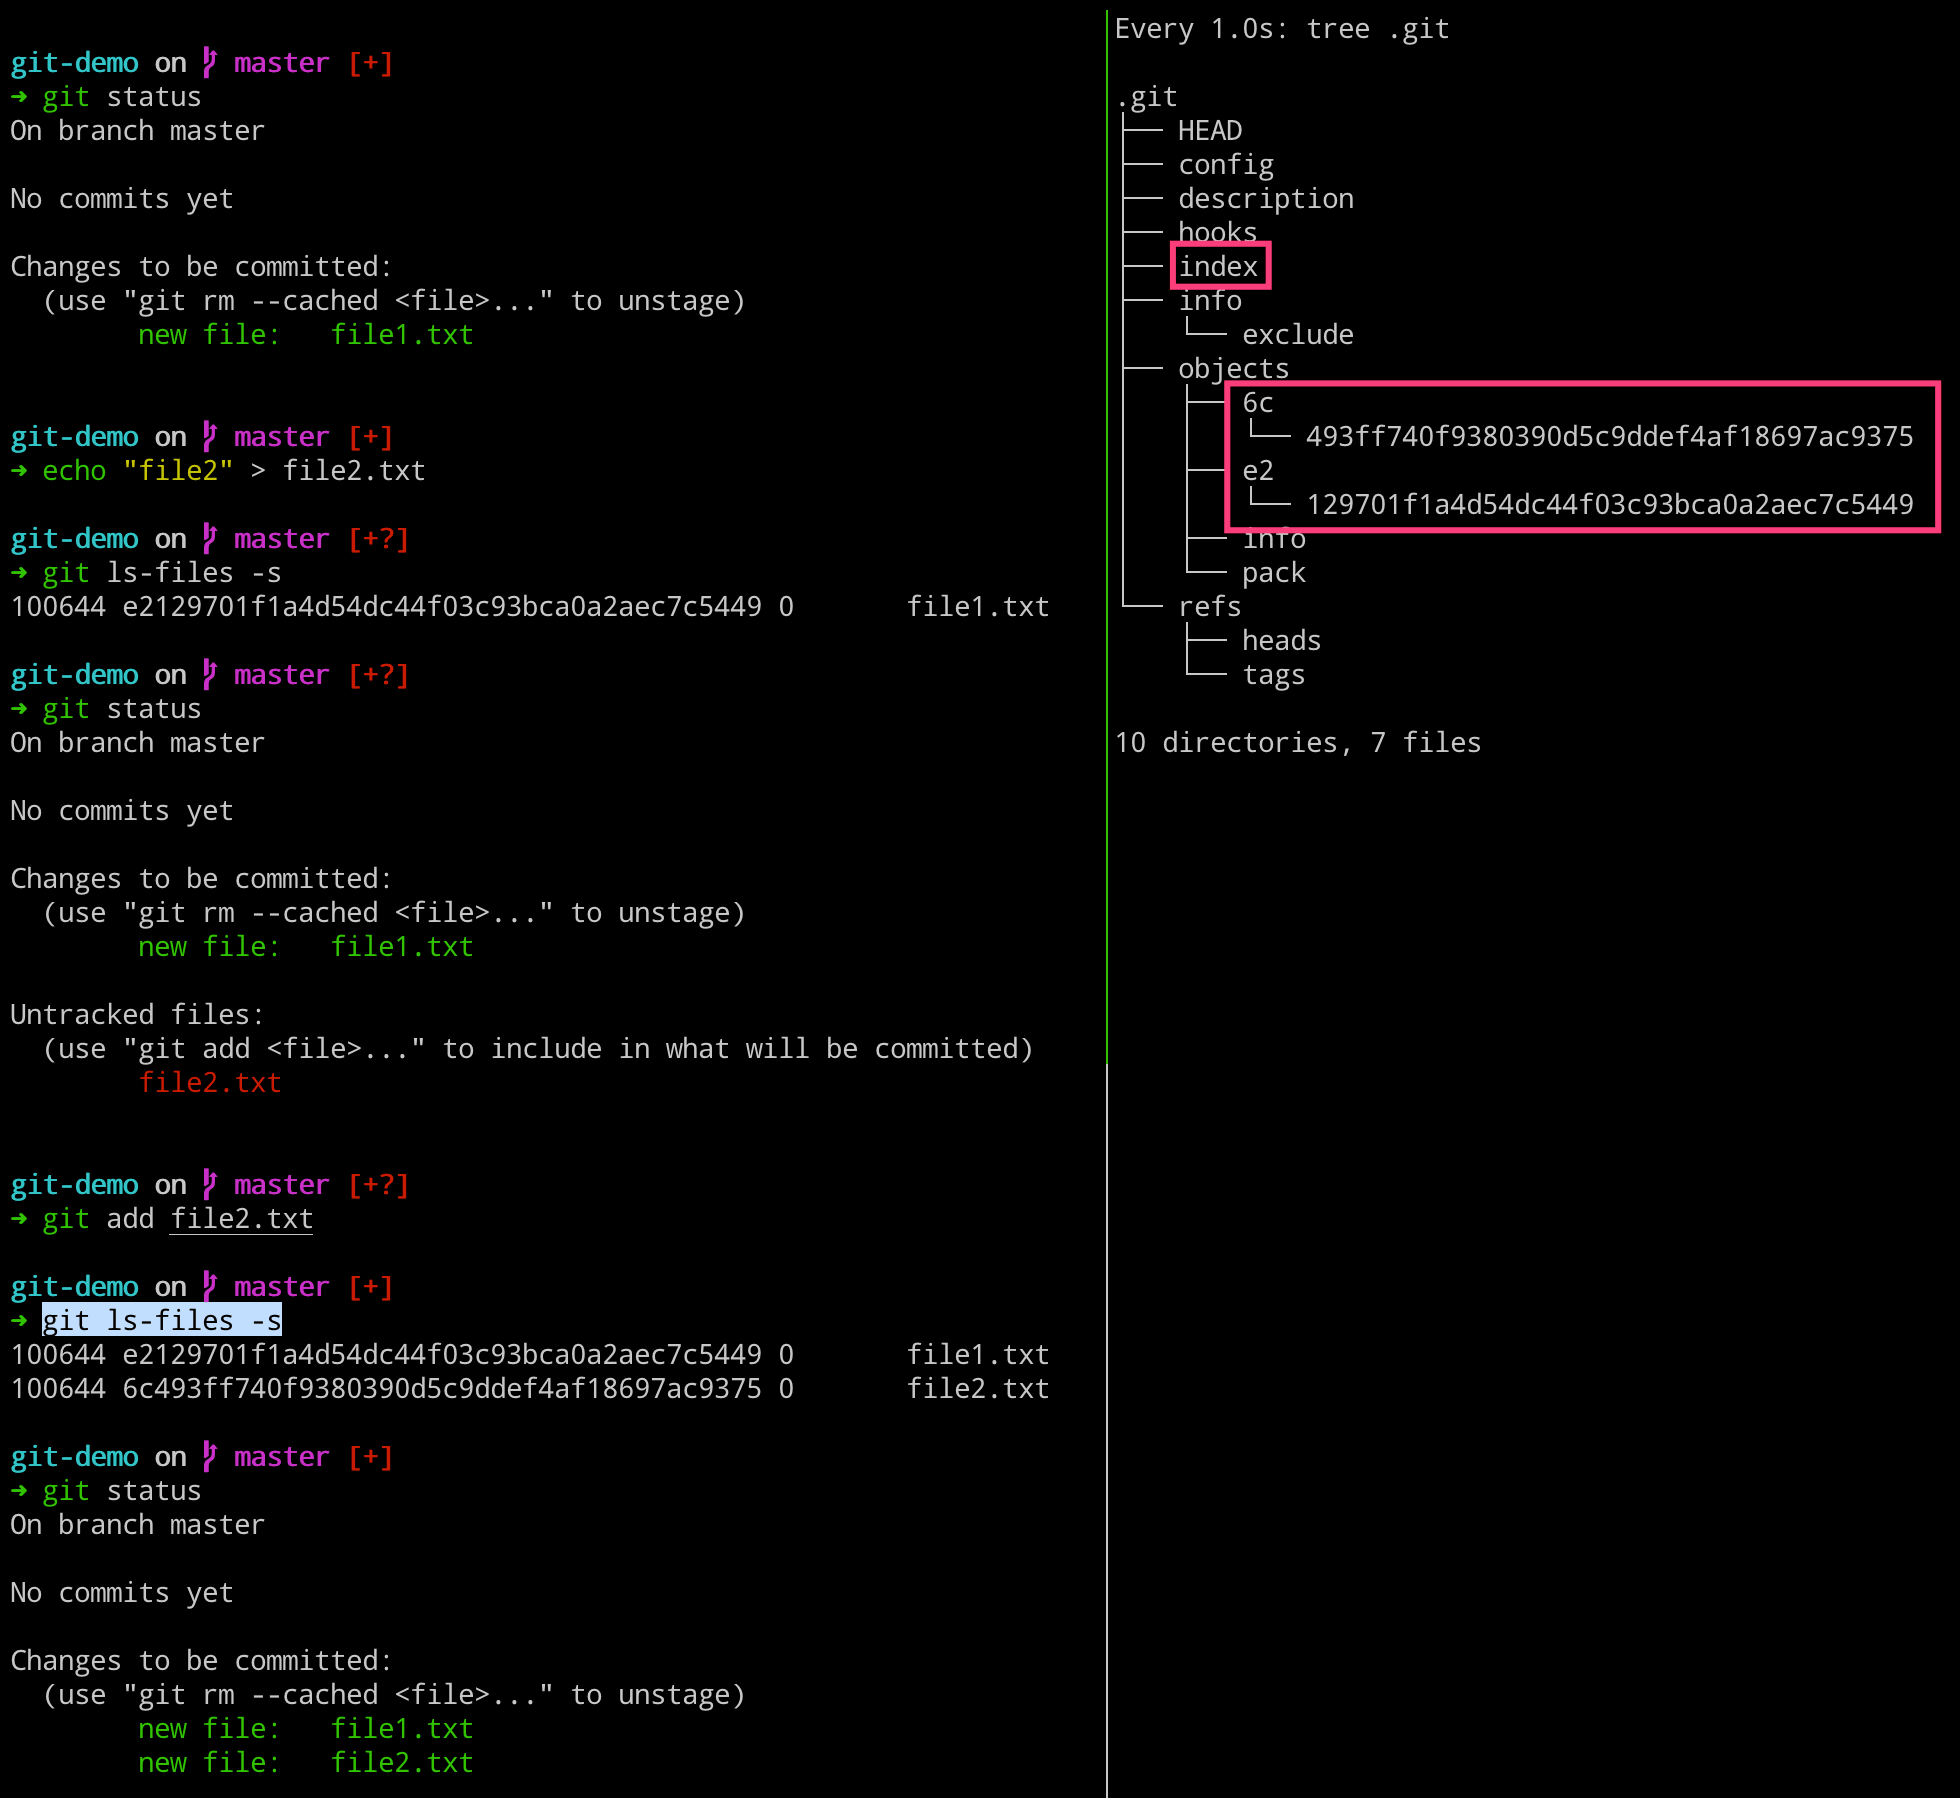 git-demo on master [+]
➜ git status
On branch master
No commits yet
Changes to be committed:
  (use "git rm --cached <file>..." to unstage)
        new file:   file1.txt
git-demo on master [+]
➜ echo "file2" > file2.txt
git-demo on master [+?]
➜ git ls-files -s
100644 e2129701f1a4d54dc44f03c93bca0a2aec7c5449 0       file1.txt
git-demo on master [+?]
➜ git status
On branch master
No commits yet
Changes to be committed:
  (use "git rm --cached <file>..." to unstage)
        new file:   file1.txt
Untracked files:
  (use "git add <file>..." to include in what will be committed)
        file2.txt
git-demo on master [+?]
➜ git add file2.txt
git-demo on master [+]
➜ git ls-files -s
100644 e2129701f1a4d54dc44f03c93bca0a2aec7c5449 0       file1.txt
100644 6c493ff740f9380390d5c9ddef4af18697ac9375 0       file2.txt
git-demo on master [+]
➜ git status
On branch master
No commits yet
Changes to be committed:
  (use "git rm --cached <file>..." to unstage)
        new file:   file1.txt
        new file:   file2.txt
Every 1.0s: tree .git
.git
├── HEAD
├── config
├── description
├── hooks
├── index
├── info
│   └── exclude
├── objects
│   ├── 6c
│   │   └── 493ff740f9380390d5c9ddef4af18697ac9375
│   ├── e2
│   │   └── 129701f1a4d54dc44f03c93bca0a2aec7c5449
│   ├── info
│   └── pack
└── refs
    ├── heads
    └── tags
10 directories, 7 files